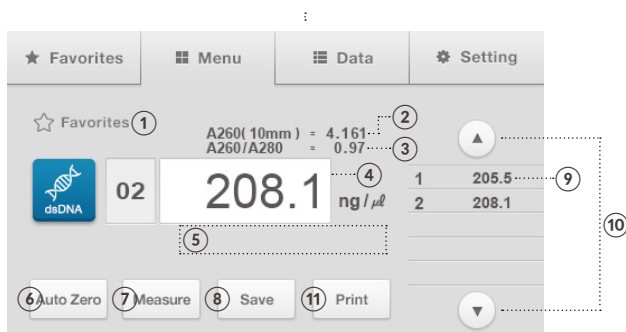 Favorites Menu Data Setting
Favorites 1
A260(10mm) = 4.161 2
A260/A280 = 0.97 3
dsDNA 02 208.1 ng/㎕ 4
1 205.5 9
2 208.1
5
10
6 Auto Zero 7 Measure 8 Save 11 Print